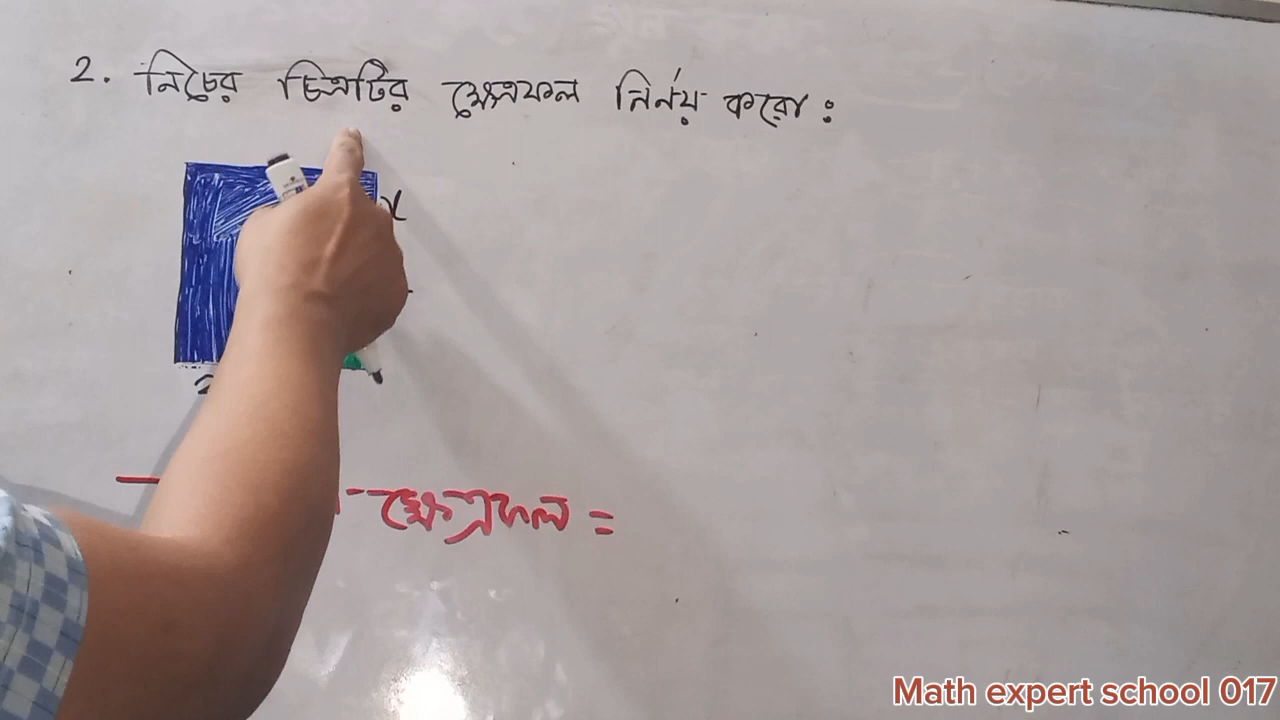 2. নিচের চিত্রটির ক্ষেত্রফল নির্ণয় করো :
x
ক্ষেত্রফল =
Math expert school 017